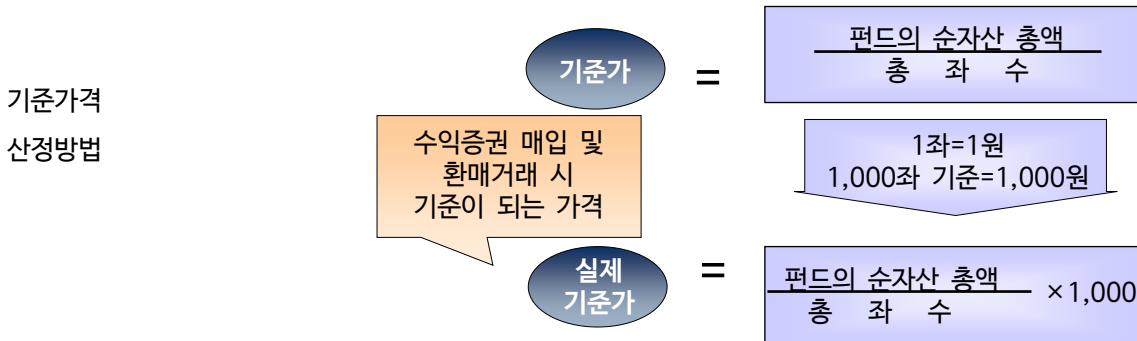 기준가격
산정방법
기준가
=
펀드의 순자산 총액
총 좌 수
수익증권 매입 및
환매거래 시
기준이 되는 가격
1좌=1원
1,000좌 기준=1,000원
실제
기준가
=
펀드의 순자산 총액
총 좌 수
×1,000